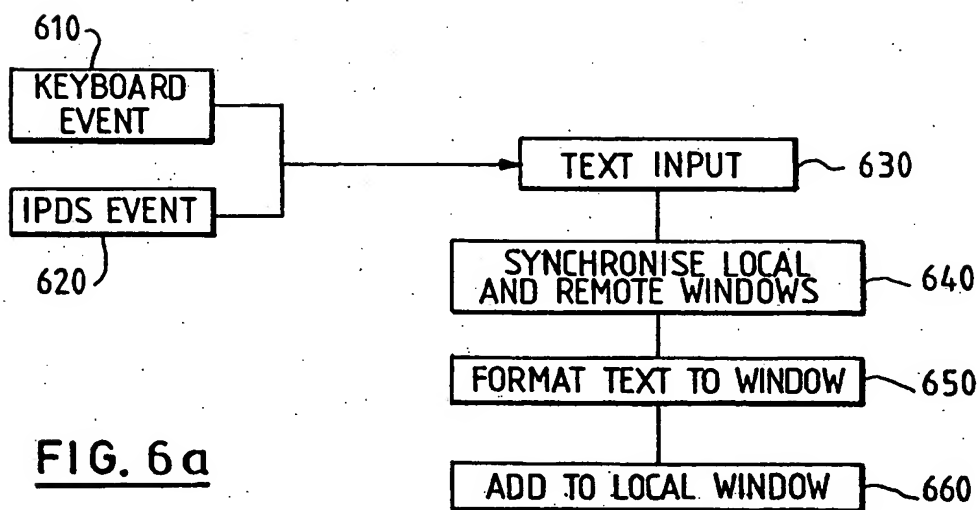 610
KEYBOARD
EVENT
IPDS EVENT
620
TEXT INPUT
630
SYNCHRONISE LOCAL
AND REMOTE WINDOWS
640
FORMAT TEXT TO WINDOW
650
ADD TO LOCAL WINDOW
660
FIG. 6a